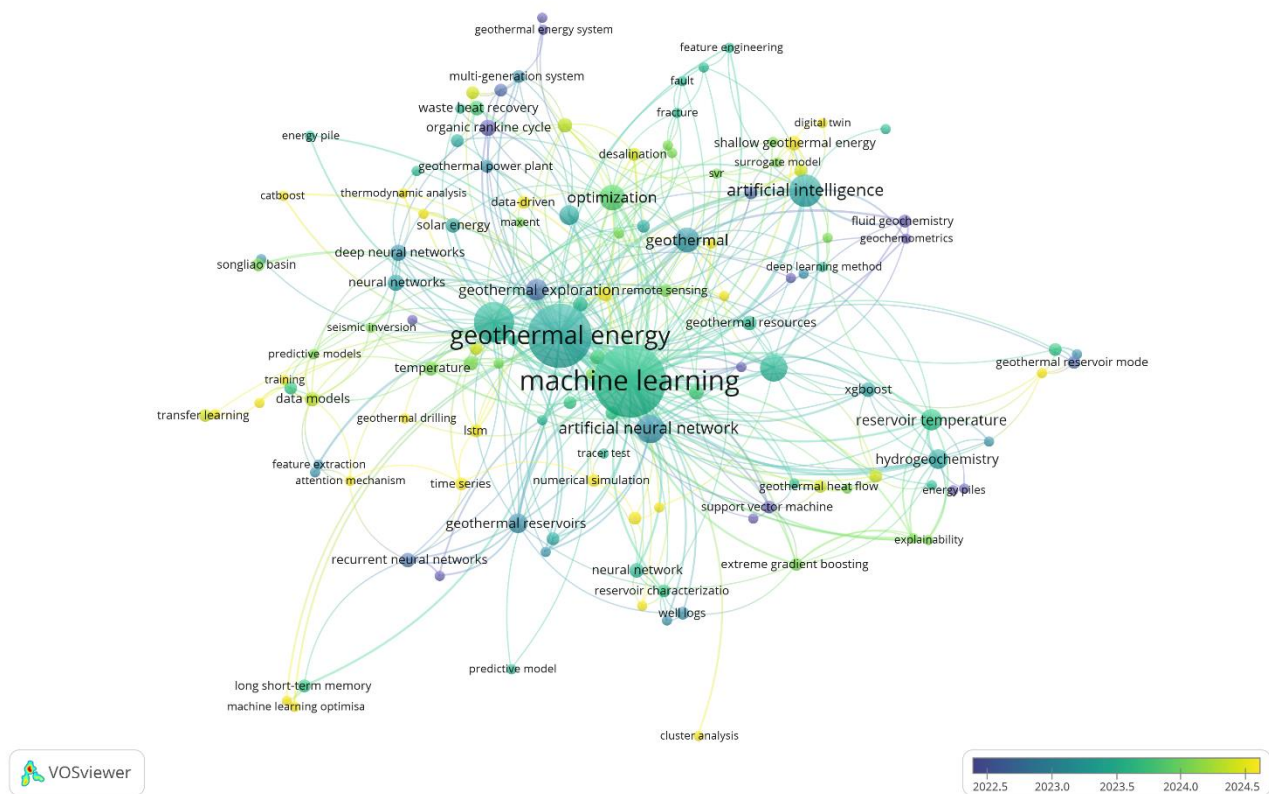 geothermal energy system
feature engineering
multi-generation system
fault
waste heat recovery
fracture
organic rankine cycle
digital twin
energy pile
shallow geothermal energy
desalination
surrogate model
geothermal power plant
svr
artificial intelligence
catboost
thermodynamic analysis
optimization
data-driven
fluid geochemistry
maxent
solar energy
geochemometrics
geothermal
deep neural networks
songliao basin
deep learning method
neural networks
geothermal exploration
remote sensing
seismic inversion
geothermal resources
geothermal energy
predictive models
geothermal reservoir mode
temperature
training
machine learning
xgboost
data models
transfer learning
geothermal drilling
reservoir temperature
artificial neural network
lstm
tracer test
hydrogeochemistry
feature extraction
attention mechanism
time series
numerical simulation
geothermal heat flow
energy piles
support vector machine
geothermal reservoirs
explainability
recurrent neural networks
extreme gradient boosting
neural network
reservoir characterizatio
well logs
predictive model
long short-term memory
machine learning optimisa
cluster analysis
VOSviewer
2022.5 2023.0 2023.5 2024.0 2024.5